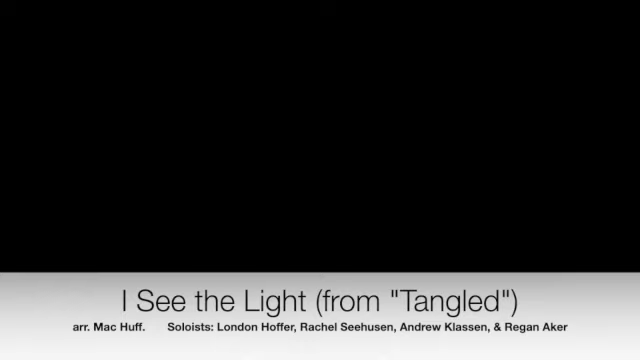 I See the Light (from "Tangled")
arr. Mac Huff. Soloists: London Hoffer, Rachel Seehusen, Andrew Klassen, & Regan Aker